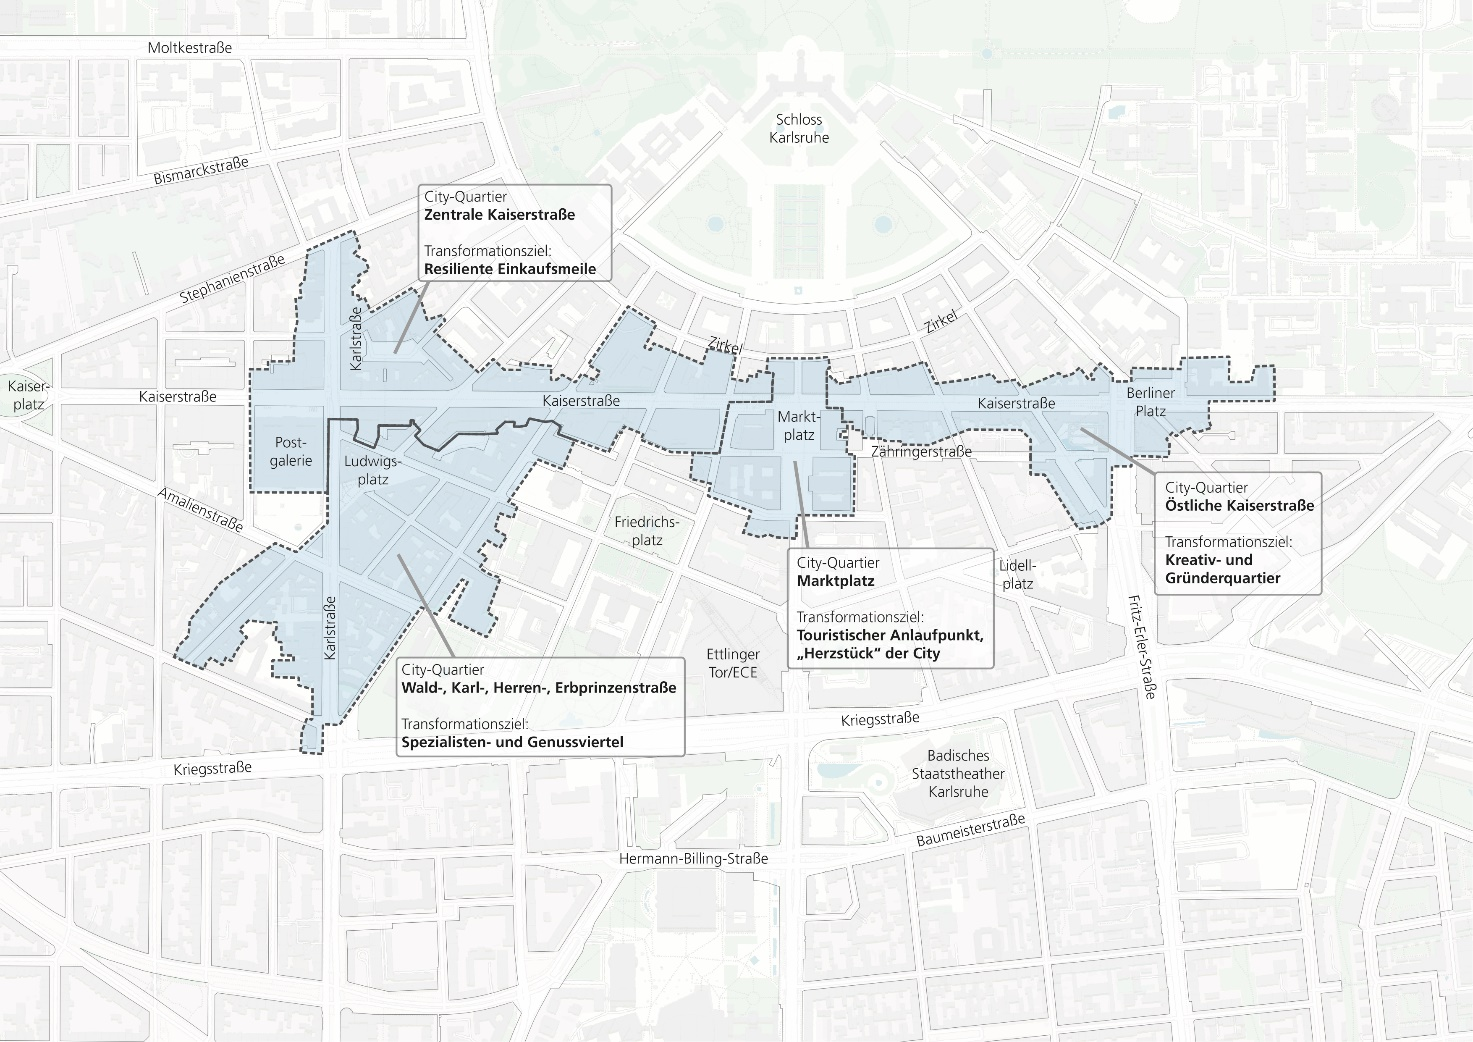 Moltkestraße
Schloss
Karlsruhe
Bismarckstraße
City-Quartier
Zentrale Kaiserstraße
Transformationsziel:
Resiliente Einkaufsmeile
Stephanienstraße
Karlstraße
Zirkel
Zirkel
Kaiser-
platz
Kaiserstraße
Kaiserstraße
Kaiserstraße
Berliner
Platz
Markt-
platz
Post-
galerie
Ludwigs-
platz
Zähringerstraße
Amalienstraße
City-Quartier
Östliche Kaiserstraße
Transformationsziel:
Kreativ- und
Gründerquartier
Friedrichs-
platz
City-Quartier
Marktplatz
Transformationsziel:
Touristischer Anlaufpunkt,
„Herzstück“ der City
Lidell-
platz
Karlstraße
Fritz-Erler-Straße
Ettlinger
Tor/ECE
City-Quartier
Wald-, Karl-, Herren-, Erbprinzenstraße
Transformationsziel:
Spezialisten- und Genussviertel
Kriegsstraße
Kriegsstraße
Badisches
Staatstheather
Karlsruhe
Baumeisterstraße
Hermann-Billing-Straße